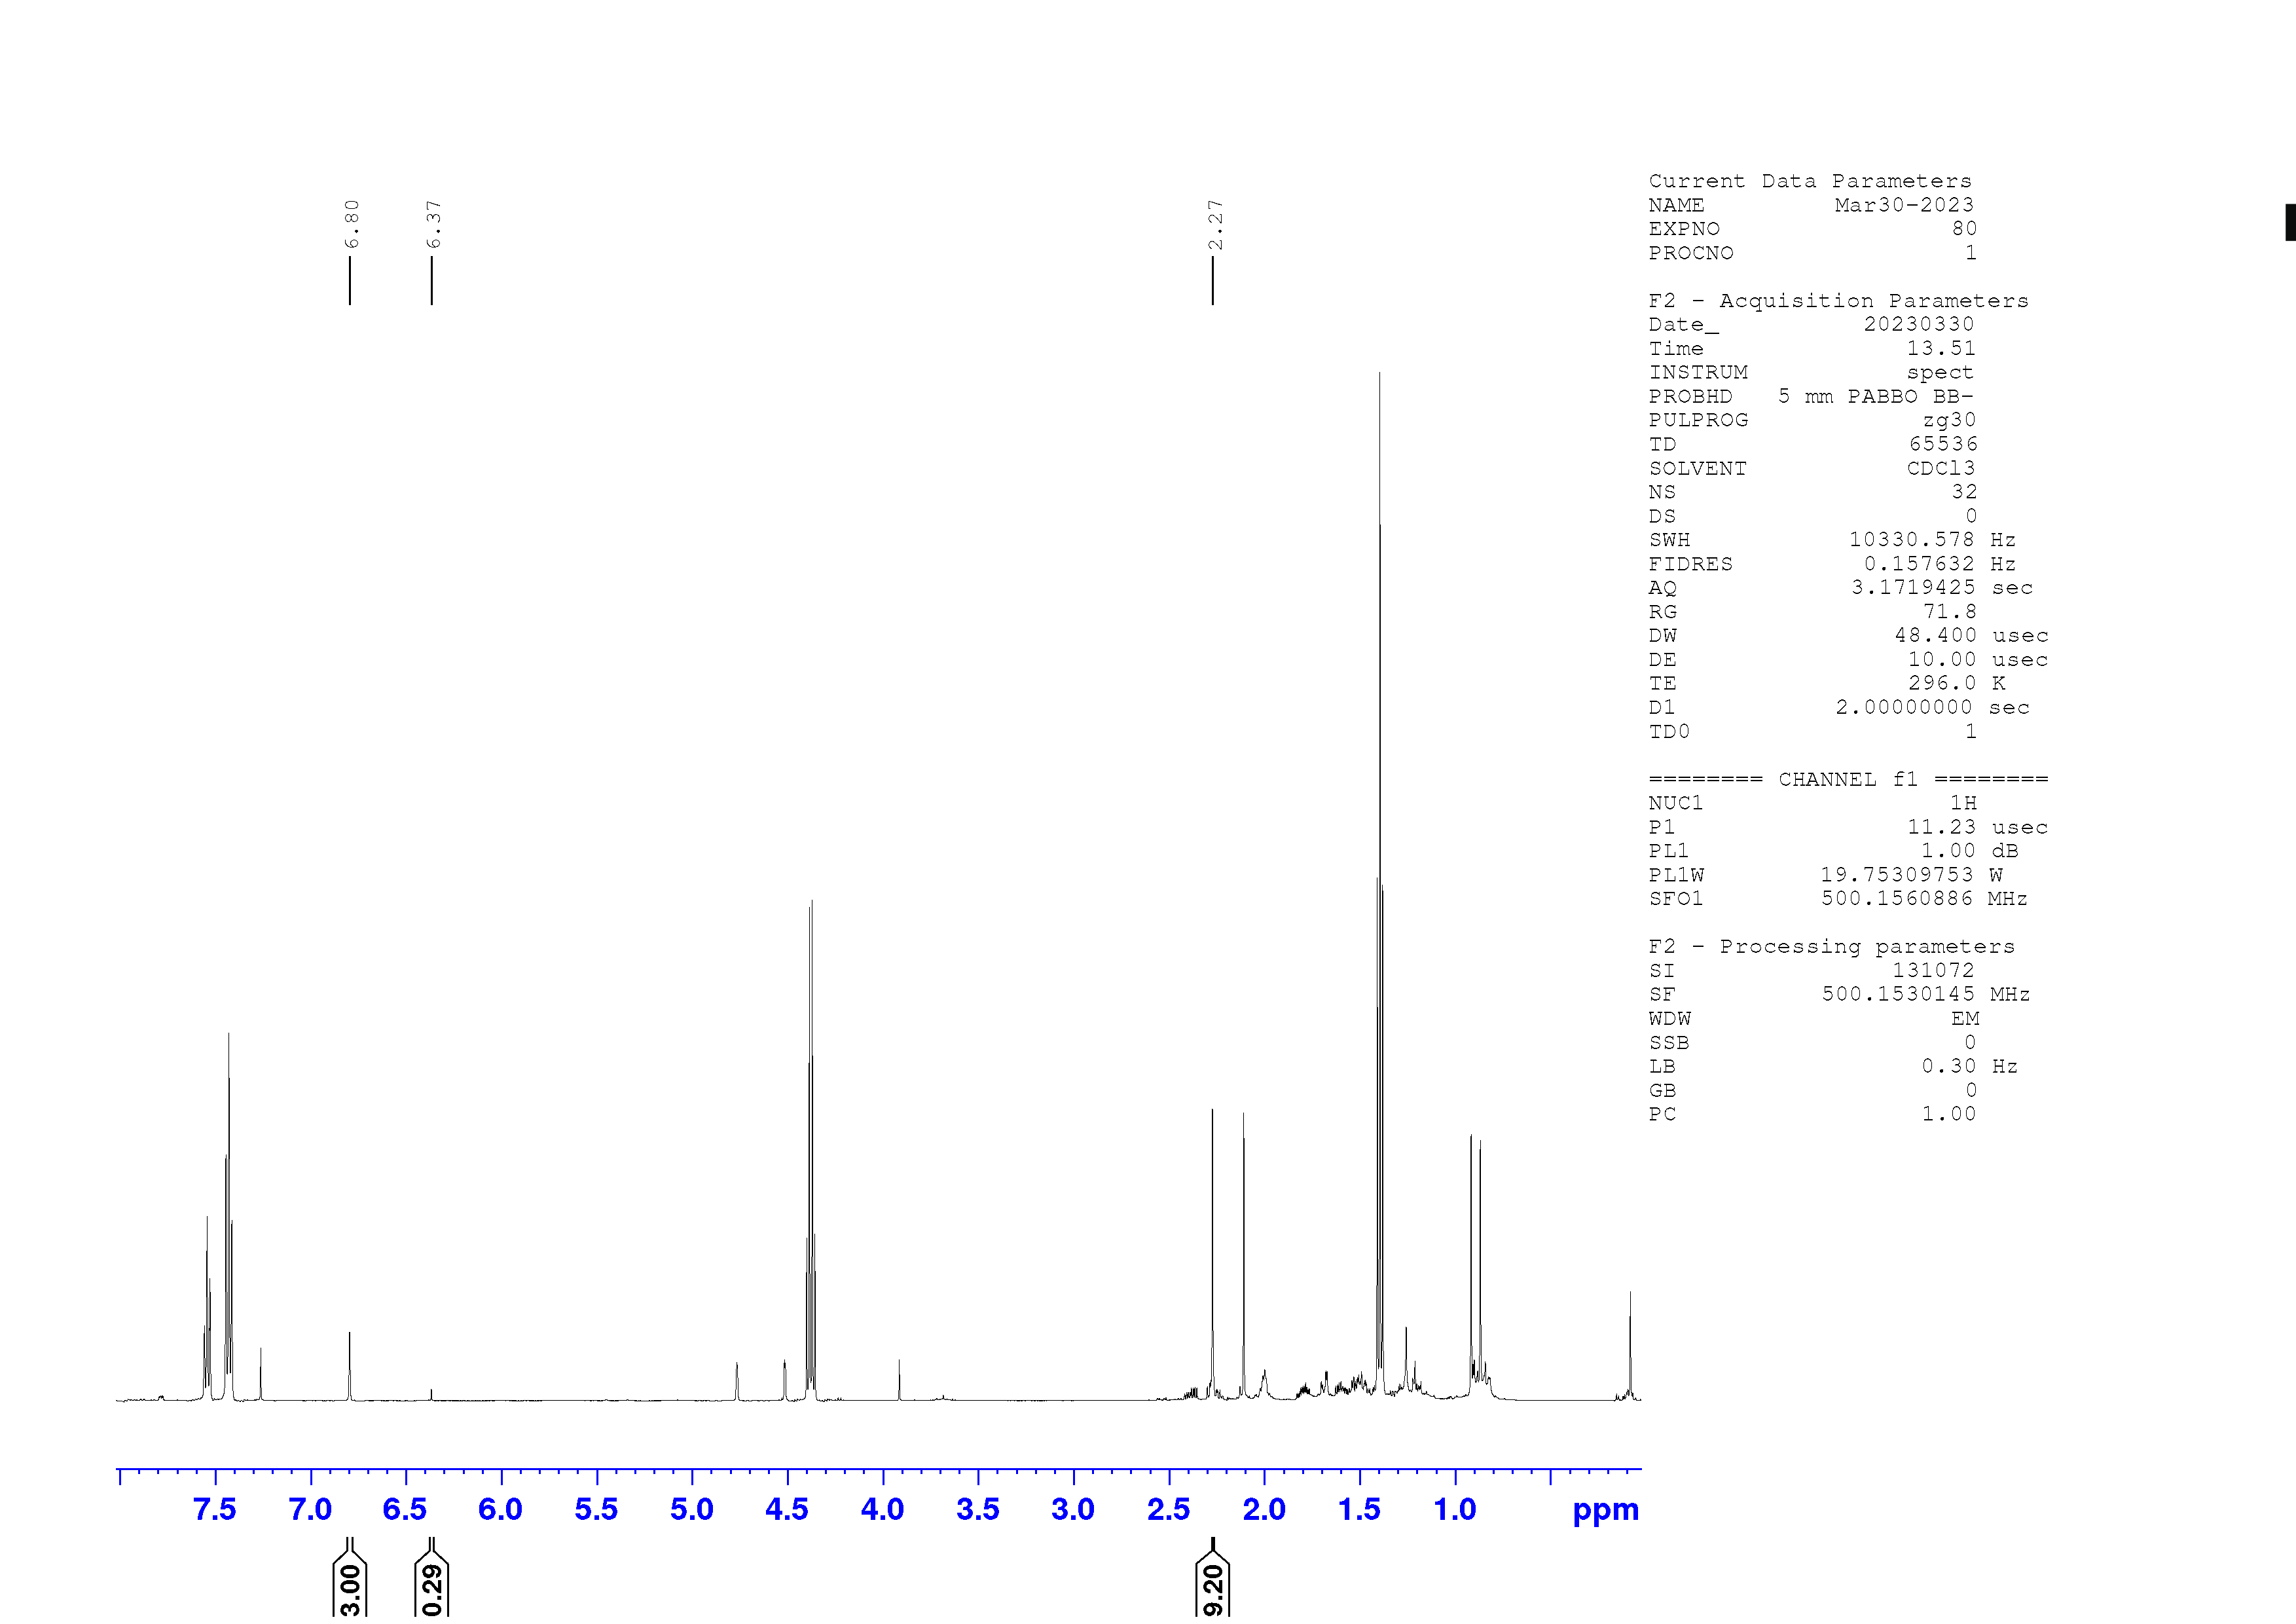 6.80
6.37
2.27
Current Data Parameters
NAME Mar30-2023
EXPNO 80
PROCNO 1
F2 - Acquisition Parameters
Date_ 20230330
Time 13.51
INSTRUM spect
PROBHD 5 mm PABBO BB-
PULPROG zg30
TD 65536
SOLVENT CDCl3
NS 32
DS 0
SWH 10330.578 Hz
FIDRES 0.157632 Hz
AQ 3.1719425 sec
RG 71.8
DW 48.400 usec
DE 10.00 usec
TE 296.0 K
D1 2.00000000 sec
TD0 1
======== CHANNEL f1 ========
NUC1 1H
P1 11.23 usec
PL1 1.00 dB
PL1W 19.75309753 W
SFO1 500.1560886 MHz
F2 - Processing parameters
SI 131072
SF 500.1530145 MHz
WDW EM
SSB 0
LB 0.30 Hz
GB 0
PC 1.00
7.5 7.0 6.5 6.0 5.5 5.0 4.5 4.0 3.5 3.0 2.5 2.0 1.5 1.0 ppm
3.00
0.29
9.20